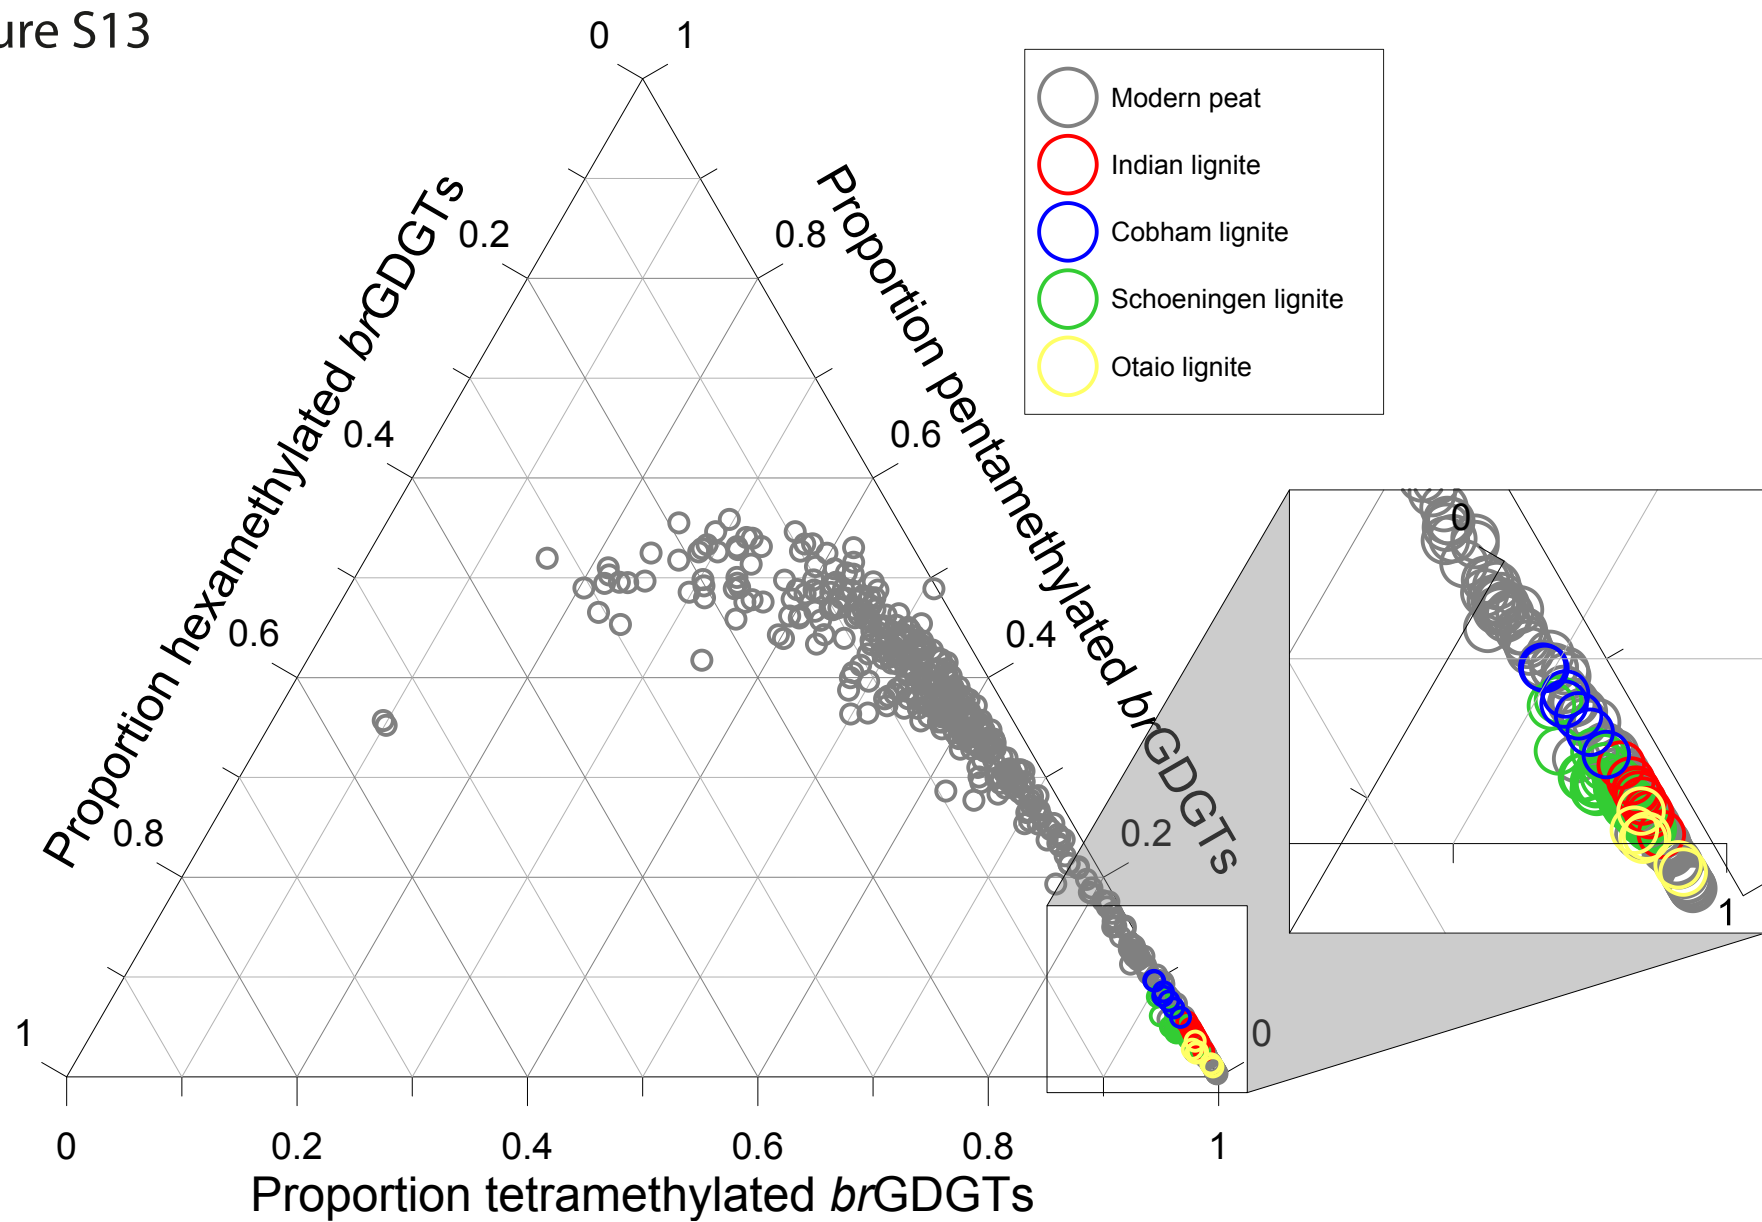 ure S13
0 1
Modern peat
Indian lignite
Cobham lignite
Schoeningen lignite
Otaio lignite
Proportion hexamethylated brGDGTs
0.2
0.4
0.6
0.8
1
Proportion pentamethylated brGDGTs
0.8
0.6
0.4
0.2
0
0
1
0 0.2 0.4 0.6 0.8 1
Proportion tetramethylated brGDGTs